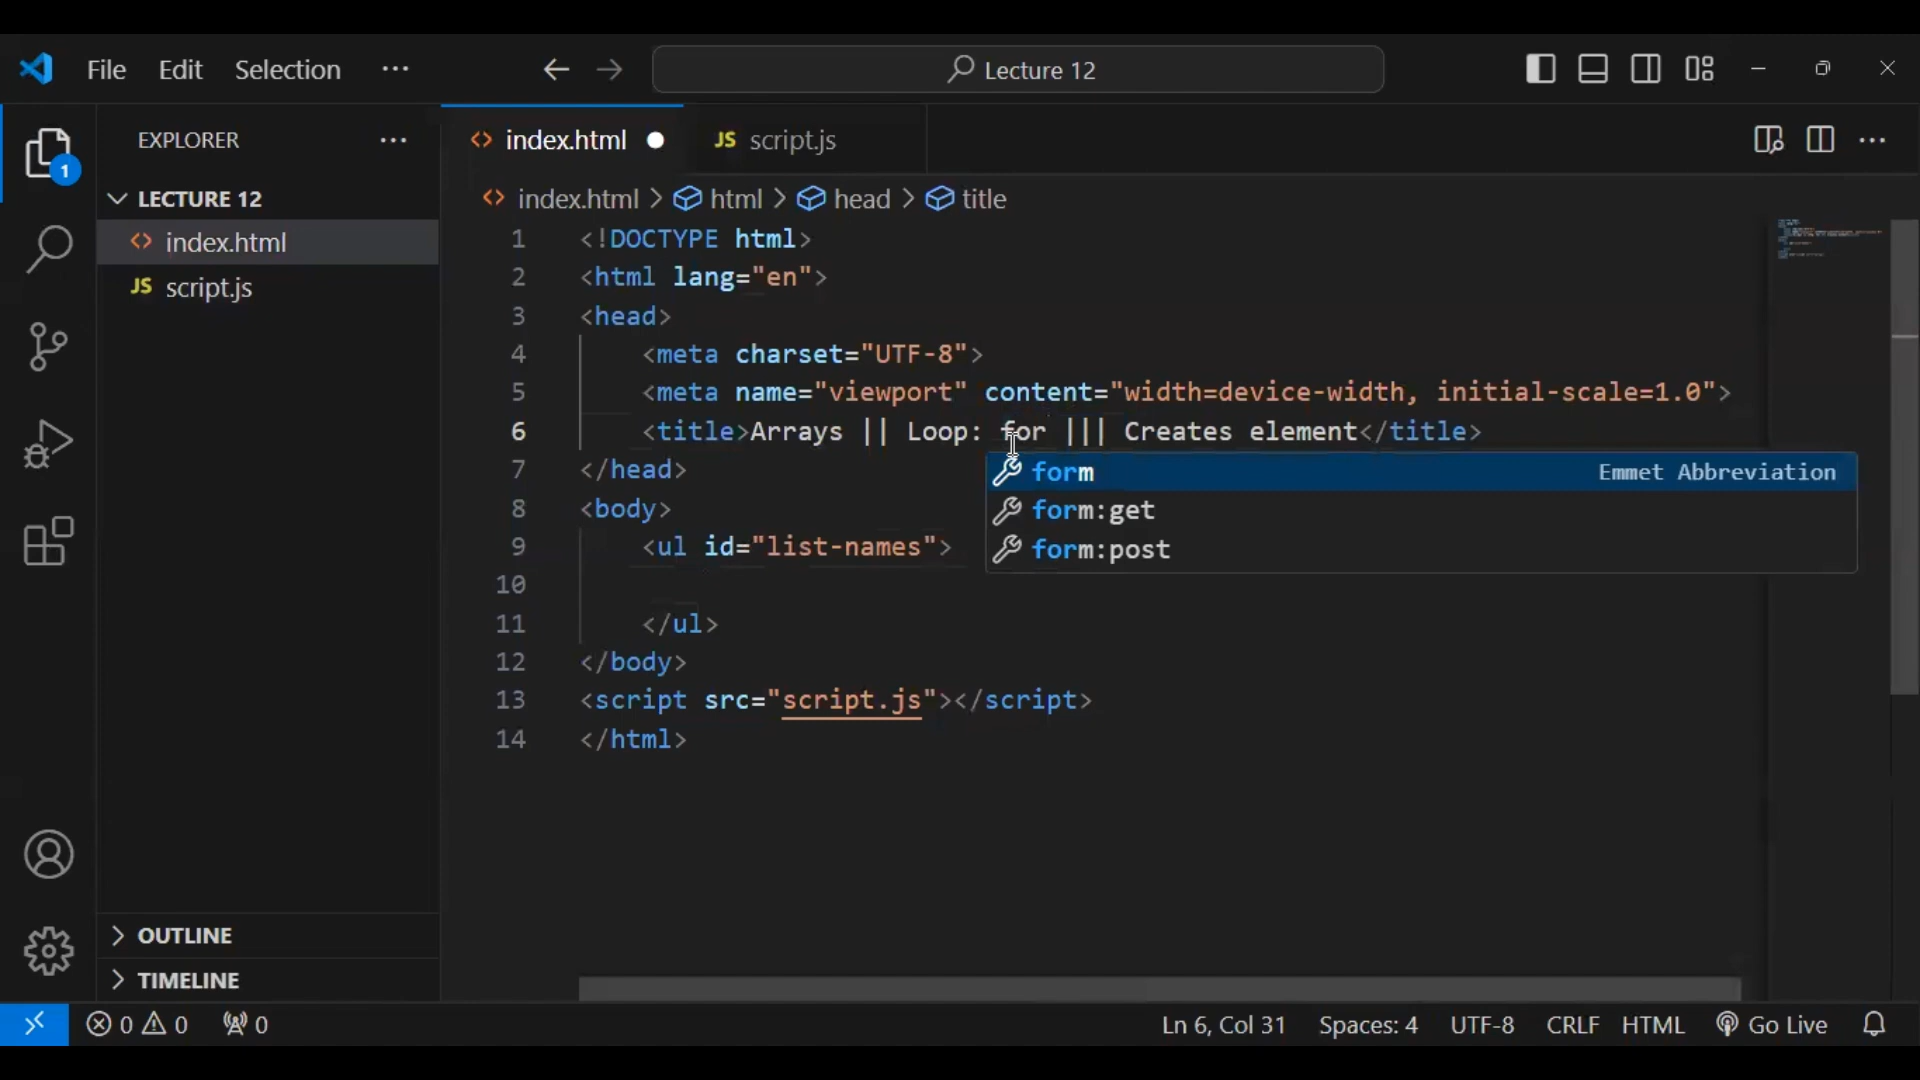 File Edit Selection ··· Lecture 12
EXPLORER ···
LECTURE 12
index.html
JS script.js
OUTLINE
TIMELINE
1
index.html JS script.js
index.html > html > head > title
1 <!DOCTYPE html>
2 <html lang="en">
3 <head>
4 <meta charset="UTF-8">
5 <meta name="viewport" content="width=device-width, initial-scale=1.0">
6 <title>Arrays || Loop: for ||| Creates element</title>
7 </head>
8 <body>
9 <ul id="list-names">
10
11 </ul>
12 </body>
13 <script src="script.js"></script>
14 </html>
form Emmet Abbreviation
form:get
form:post
0 0 0 Ln 6, Col 31 Spaces: 4 UTF-8 CRLF HTML Go Live